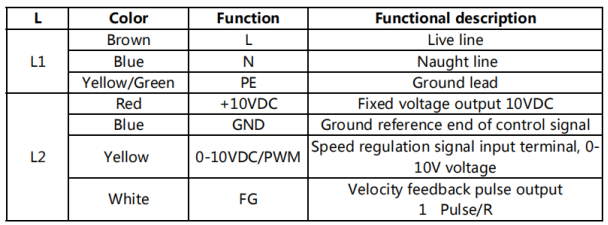 L Color Function Functional description
L1
Brown L Live line
Blue N Naught line
Yellow/Green PE Ground lead
L2
Red +10VDC Fixed voltage output 10VDC
Blue GND Ground reference end of control signal
Yellow 0-10VDC/PWM Speed regulation signal input terminal, 0-
10V voltage
White FG Velocity feedback pulse output
1 Pulse/R